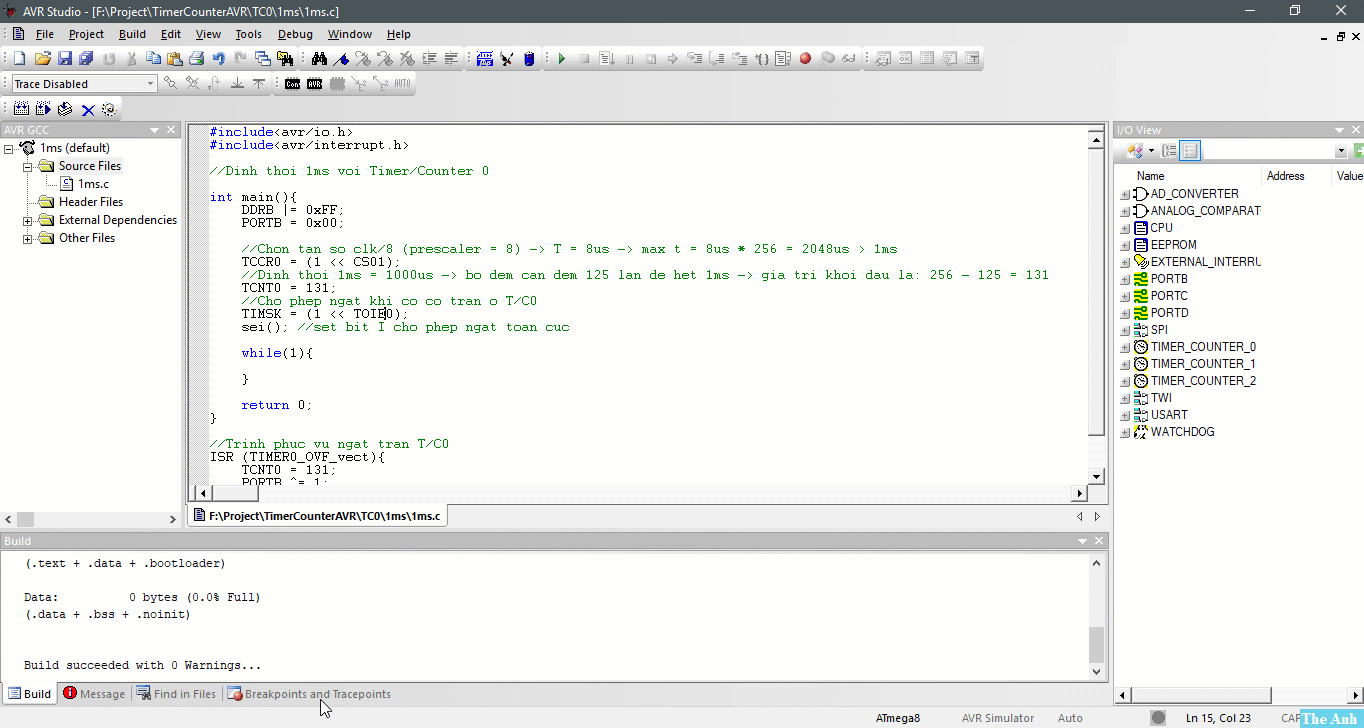 AVR Studio - [F:\Project\TimerCounterAVR\TC0\1ms\1ms.c]
File Project Build Edit View Tools Debug Window Help
Trace Disabled
Con AVR AUTO
AVR GCC
1ms (default)
Source Files
1ms.c
Header Files
External Dependencies
Other Files
#include<avr/io.h>
#include<avr/interrupt.h>
//Dinh thoi 1ms voi Timer/Counter 0
int main(){
DDRB |= 0xFF;
PORTB = 0x00;
//Chon tan so clk/8 (prescaler = 8) -> T = 8us -> max t = 8us * 256 = 2048us > 1ms
TCCR0 = (1 << CS01);
//Dinh thoi 1ms = 1000us -> bo dem can dem 125 lan de het 1ms -> gia tri khoi dau la: 256 - 125 = 131
TCNT0 = 131;
//Cho phep ngat khi co co tran o T/C0
TIMSK = (1 << TOIE0);
sei(); //set bit I cho phep ngat toan cuc
while(1){
}
return 0;
}
//Trinh phuc vu ngat tran T/C0
ISR (TIMER0_OVF_vect){
TCNT0 = 131;
PORTB ^= 1;
F:\Project\TimerCounterAVR\TC0\1ms\1ms.c
I/O View
Name Address Value
AD_CONVERTER
ANALOG_COMPARAT
CPU
EEPROM
EXTERNAL_INTERRU
PORTB
PORTC
PORTD
SPI
TIMER_COUNTER_0
TIMER_COUNTER_1
TIMER_COUNTER_2
TWI
USART
WATCHDOG
Build
(.text + .data + .bootloader)
Data: 0 bytes (0.0% Full)
(.data + .bss + .noinit)
Build succeeded with 0 Warnings...
Build Message Find in Files Breakpoints and Tracepoints
ATmega8 AVR Simulator Auto Ln 15, Col 23 CAP The Anh